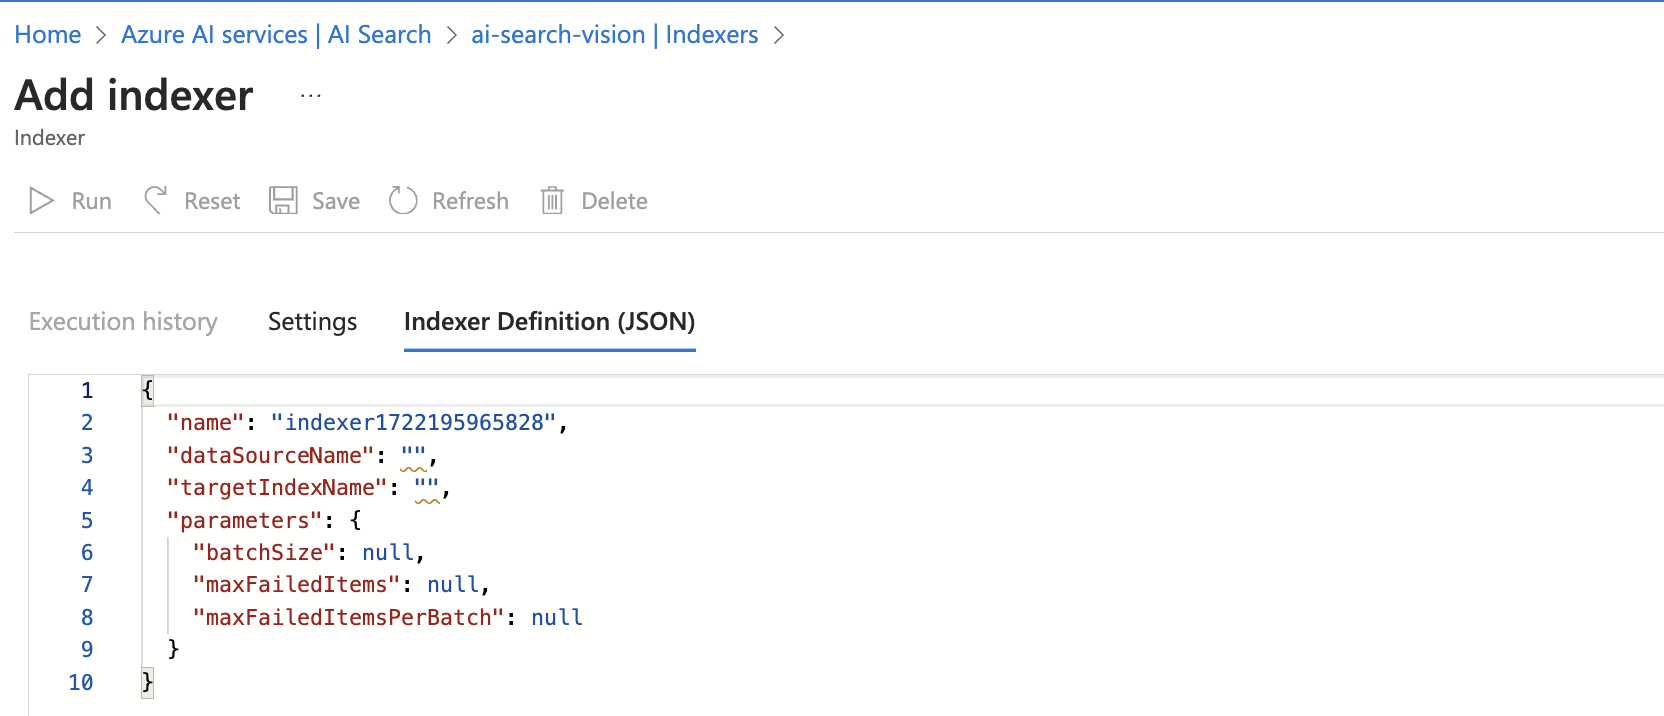 Home > Azure AI services | AI Search > ai-search-vision | Indexers >
Add indexer ...
Indexer
Run Reset Save Refresh Delete
Execution history Settings Indexer Definition (JSON)
1 {
2 "name": "indexer1722195965828",
3 "dataSourceName": "",
4 "targetIndexName": "",
5 "parameters": {
6 "batchSize": null,
7 "maxFailedItems": null,
8 "maxFailedItemsPerBatch": null
9 }
10 }